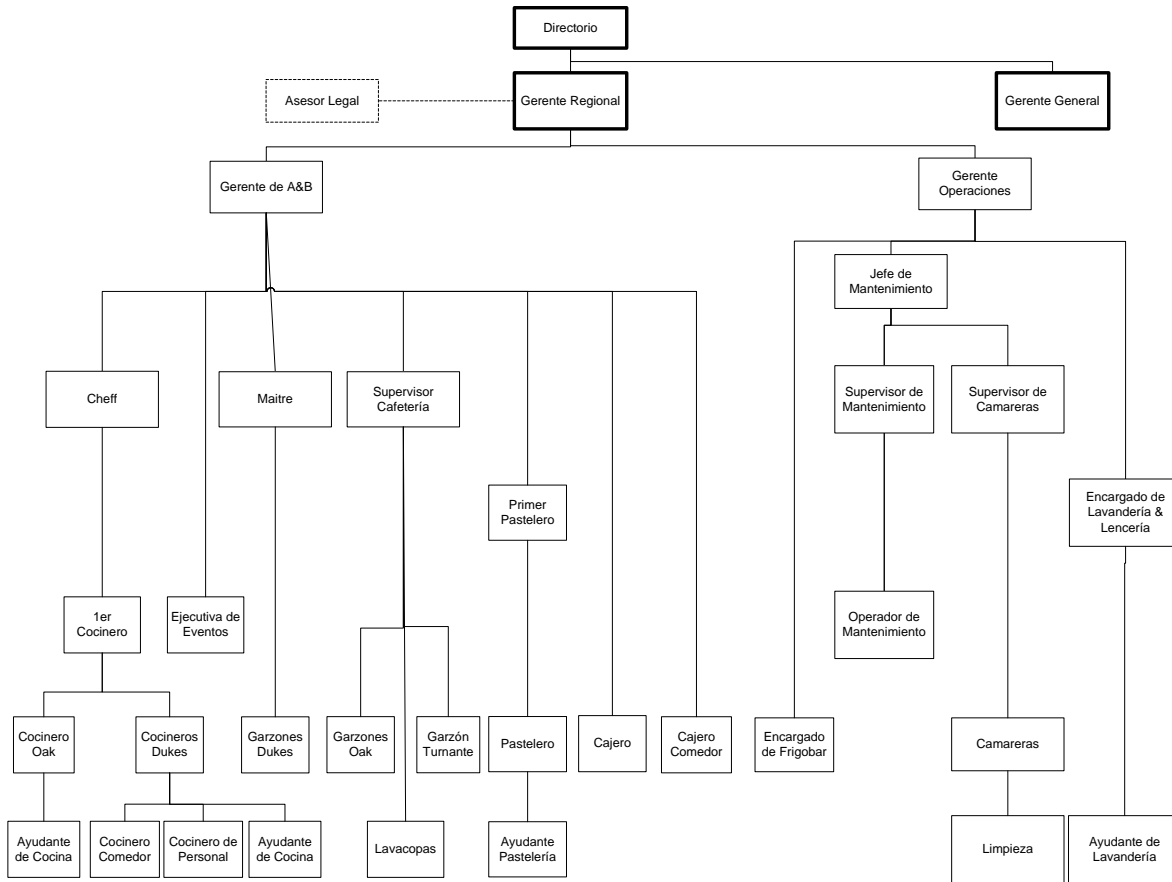 Directorio
Asesor Legal
Gerente Regional
Gerente General
Gerente de A&B
Gerente
Operaciones
Jefe de
Mantenimiento
Cheff
Maitre
Supervisor
Cafetería
Supervisor de
Mantenimiento
Supervisor de
Camareras
Primer
Pastelero
Encargado de
Lavandería &
Lencería
1er
Cocinero
Ejecutiva de
Eventos
Operador de
Mantenimiento
Cocinero
Oak
Cocineros
Dukes
Garzones
Dukes
Garzones
Oak
Garzón
Turnante
Pastelero
Cajero
Cajero
Comedor
Encargado
de Frigobar
Camareras
Ayudante
de Cocina
Cocinero
Comedor
Cocinero de
Personal
Ayudante
de Cocina
Lavacopas
Ayudante
Pastelería
Limpieza
Ayudante de
Lavandería